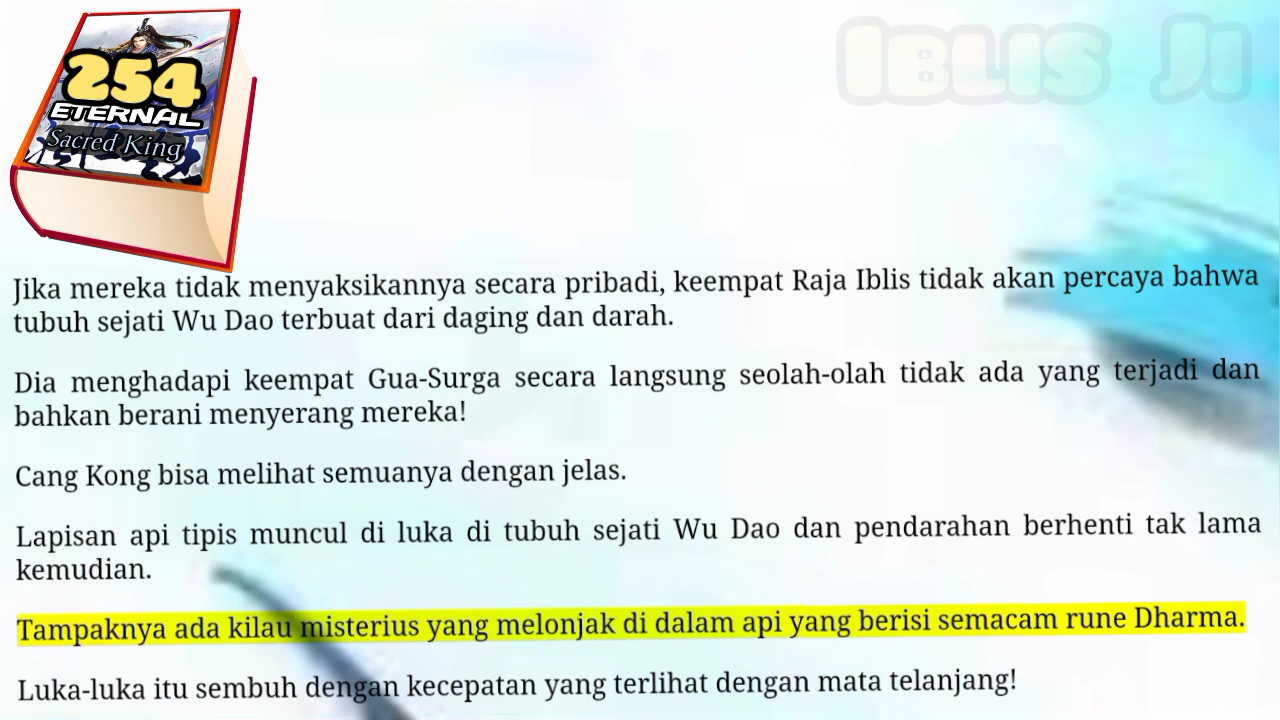 254
ETERNAL
Sacred King
Iblis Ji
Jika mereka tidak menyaksikannya secara pribadi, keempat Raja Iblis tidak akan percaya bahwa
tubuh sejati Wu Dao terbuat dari daging dan darah.
Dia menghadapi keempat Gua-Surga secara langsung seolah-olah tidak ada yang terjadi dan
bahkan berani menyerang mereka!
Cang Kong bisa melihat semuanya dengan jelas.
Lapisan api tipis muncul di luka di tubuh sejati Wu Dao dan pendarahan berhenti tak lama
kemudian.
Tampaknya ada kilau misterius yang melonjak di dalam api yang berisi semacam rune Dharma.
Luka-luka itu sembuh dengan kecepatan yang terlihat dengan mata telanjang!